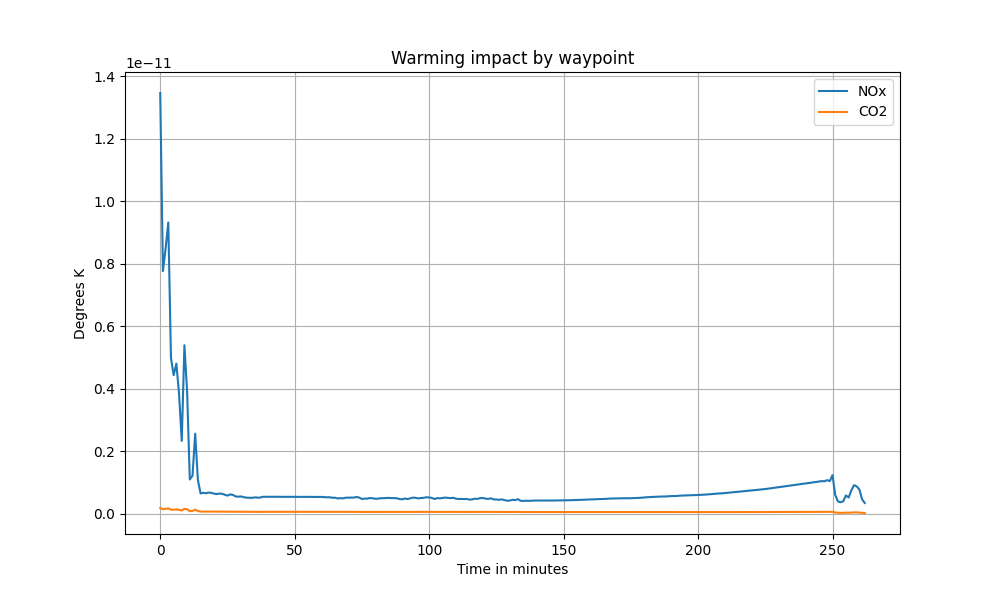 Warming impact by waypoint
1e−11
1.4
1.2
1.0
0.8
0.6
0.4
0.2
0.0
Degrees K
NOx
CO2
0 50 100 150 200 250
Time in minutes